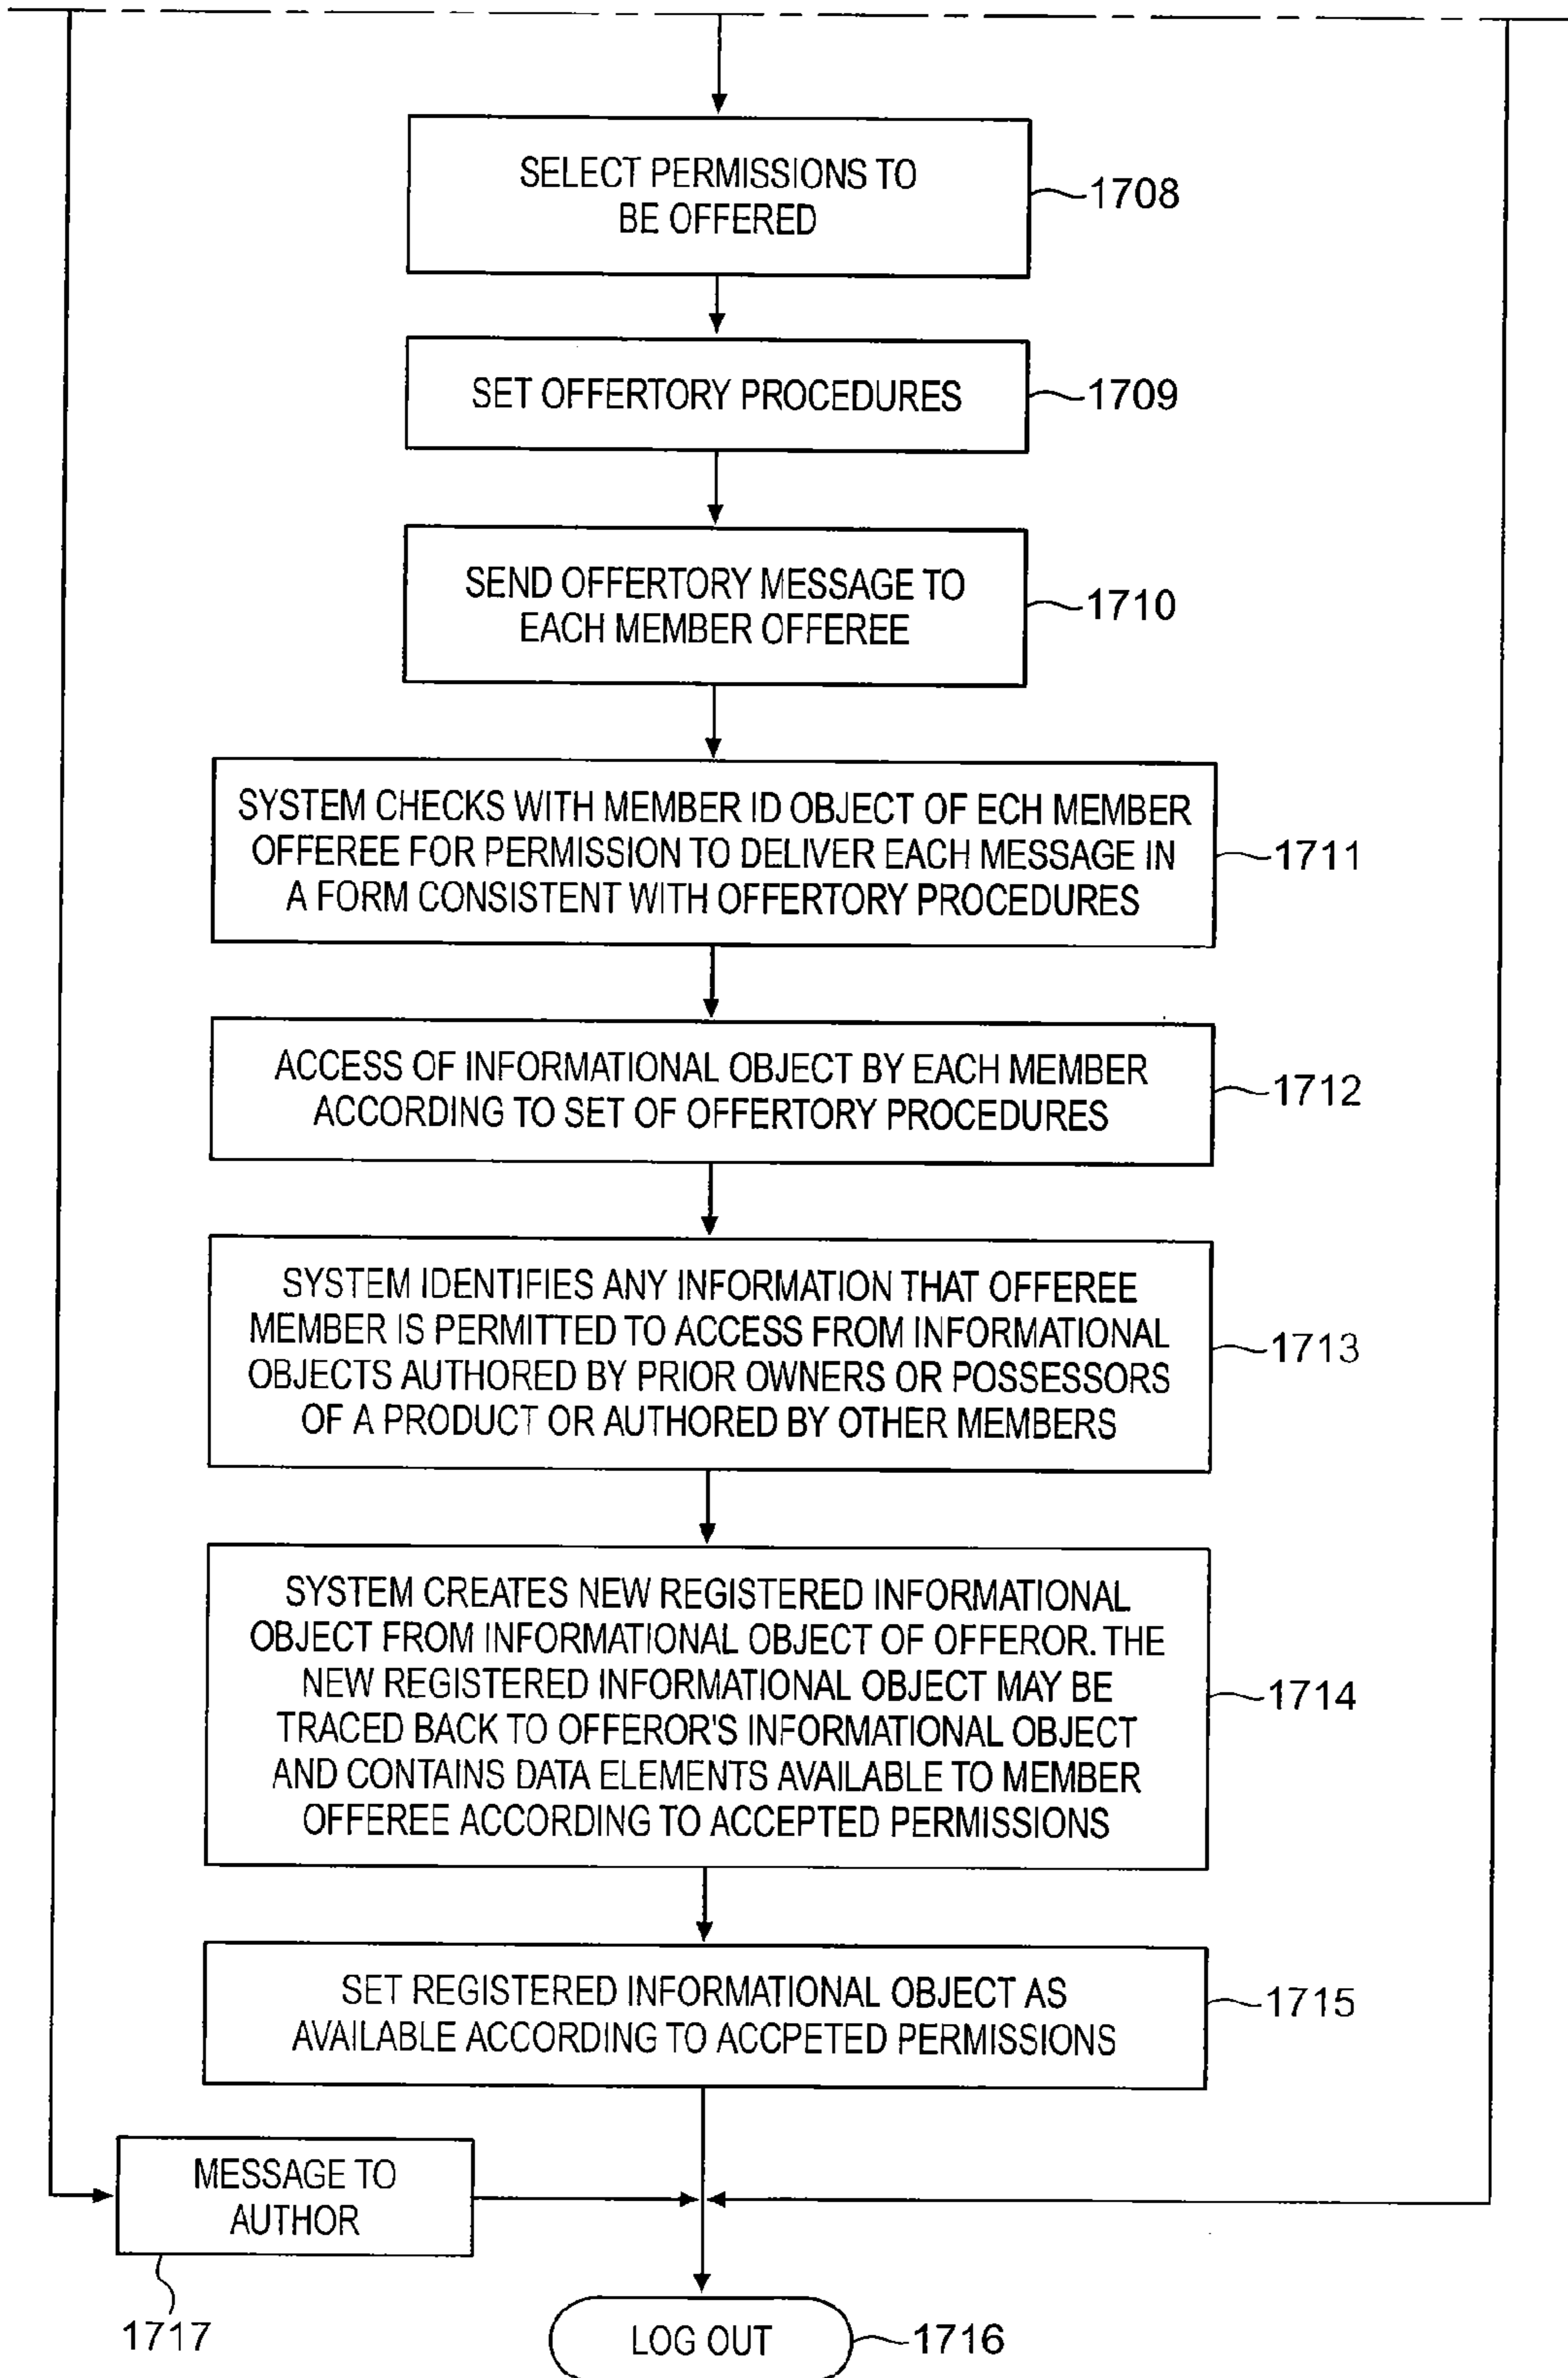 SELECT PERMISSIONS TO
BE OFFERED
1708
SET OFFERTORY PROCEDURES
1709
SEND OFFERTORY MESSAGE TO
EACH MEMBER OFFEREE
1710
SYSTEM CHECKS WITH MEMBER ID OBJECT OF ECH MEMBER
OFFEREE FOR PERMISSION TO DELIVER EACH MESSAGE IN
A FORM CONSISTENT WITH OFFERTORY PROCEDURES
1711
ACCESS OF INFORMATIONAL OBJECT BY EACH MEMBER
ACCORDING TO SET OF OFFERTORY PROCEDURES
1712
SYSTEM IDENTIFIES ANY INFORMATION THAT OFFEREE
MEMBER IS PERMITTED TO ACCESS FROM INFORMATIONAL
OBJECTS AUTHORED BY PRIOR OWNERS OR POSSESSORS
OF A PRODUCT OR AUTHORED BY OTHER MEMBERS
1713
SYSTEM CREATES NEW REGISTERED INFORMATIONAL
OBJECT FROM INFORMATIONAL OBJECT OF OFFEROR. THE
NEW REGISTERED INFORMATIONAL OBJECT MAY BE
TRACED BACK TO OFFEROR'S INFORMATIONAL OBJECT
AND CONTAINS DATA ELEMENTS AVAILABLE TO MEMBER
OFFEREE ACCORDING TO ACCEPTED PERMISSIONS
1714
SET REGISTERED INFORMATIONAL OBJECT AS
AVAILABLE ACCORDING TO ACCPETED PERMISSIONS
1715
MESSAGE TO
AUTHOR
1717
LOG OUT
1716